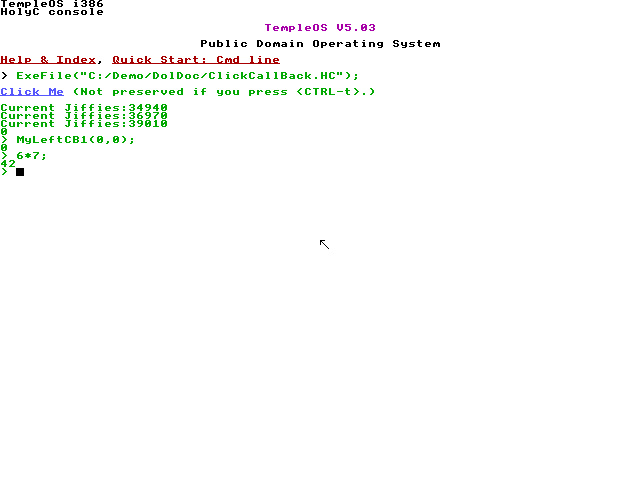 TempleOS i386
HolyC console
TempleOS V5.03
Public Domain Operating System
Help & Index, Quick Start: Cmd line
> ExeFile("C:/Demo/DolDoc/ClickCallBack.HC");
Click Me (Not preserved if you press <CTRL-t>.)
Current Jiffies:34940
Current Jiffies:36970
Current Jiffies:39010
0
> MyLeftCB1(0,0);
0
> 6*7;
42
>